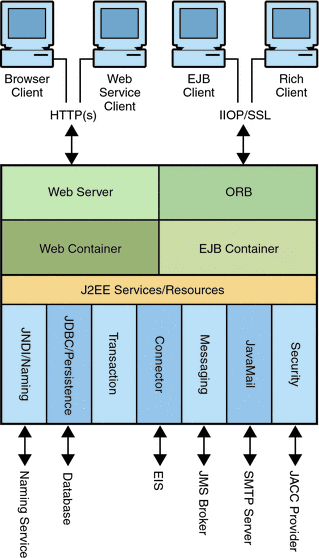 Browser
Client
Web
Service
Client
EJB
Client
Rich
Client
HTTP(s)
IIOP/SSL
Web Server
ORB
Web Container
EJB Container
J2EE Services/Resources
JNDI/Naming
JDBC/Persistence
Transaction
Connector
Messaging
JavaMail
Security
Naming Service
Database
EIS
JMS Broker
SMTP Server
JACC Provider